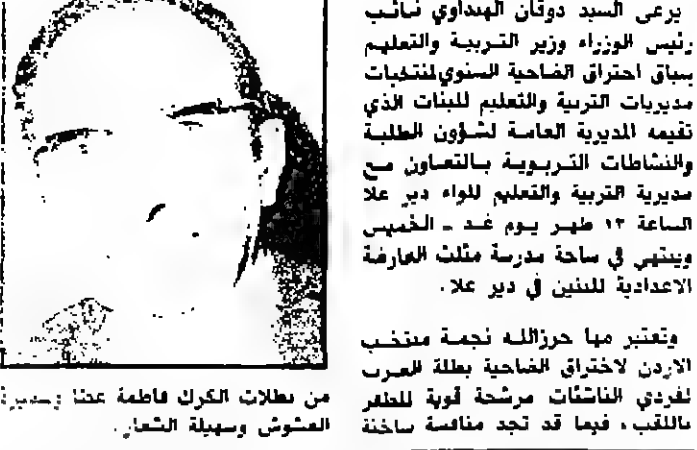 يرعى السيد دوقان الهنداوي نائب
رئيس الوزراء وزير التربية والتعليم
سباق اختراق الضاحية السنوي لمنتخبات
مديريات التربية والتعليم للبنات الذي
تقيمه المديرية العامة لشؤون الطلبة
والنشاطات التربوية بالتعاون مع
مديرية التربية والتعليم للواء دير علا
الساعة ١٢ ظهر يوم غد ـ الخميس
وينتهي في ساحة مدرسة مثلث العارضة
الاعدادية للبنين في دير علا .
وتعتبر مها حرزالله نجمة منتخب
الاردن لاختراق الضاحية بطلة العرب
لفردي الناشئات مرشحة قوية للظفر
باللقب ، فيما قد تجد منافسة ساخنة
من بطلات الكرك فاطمة عطا وسميرة
العشوش وسهيلة الشعار .